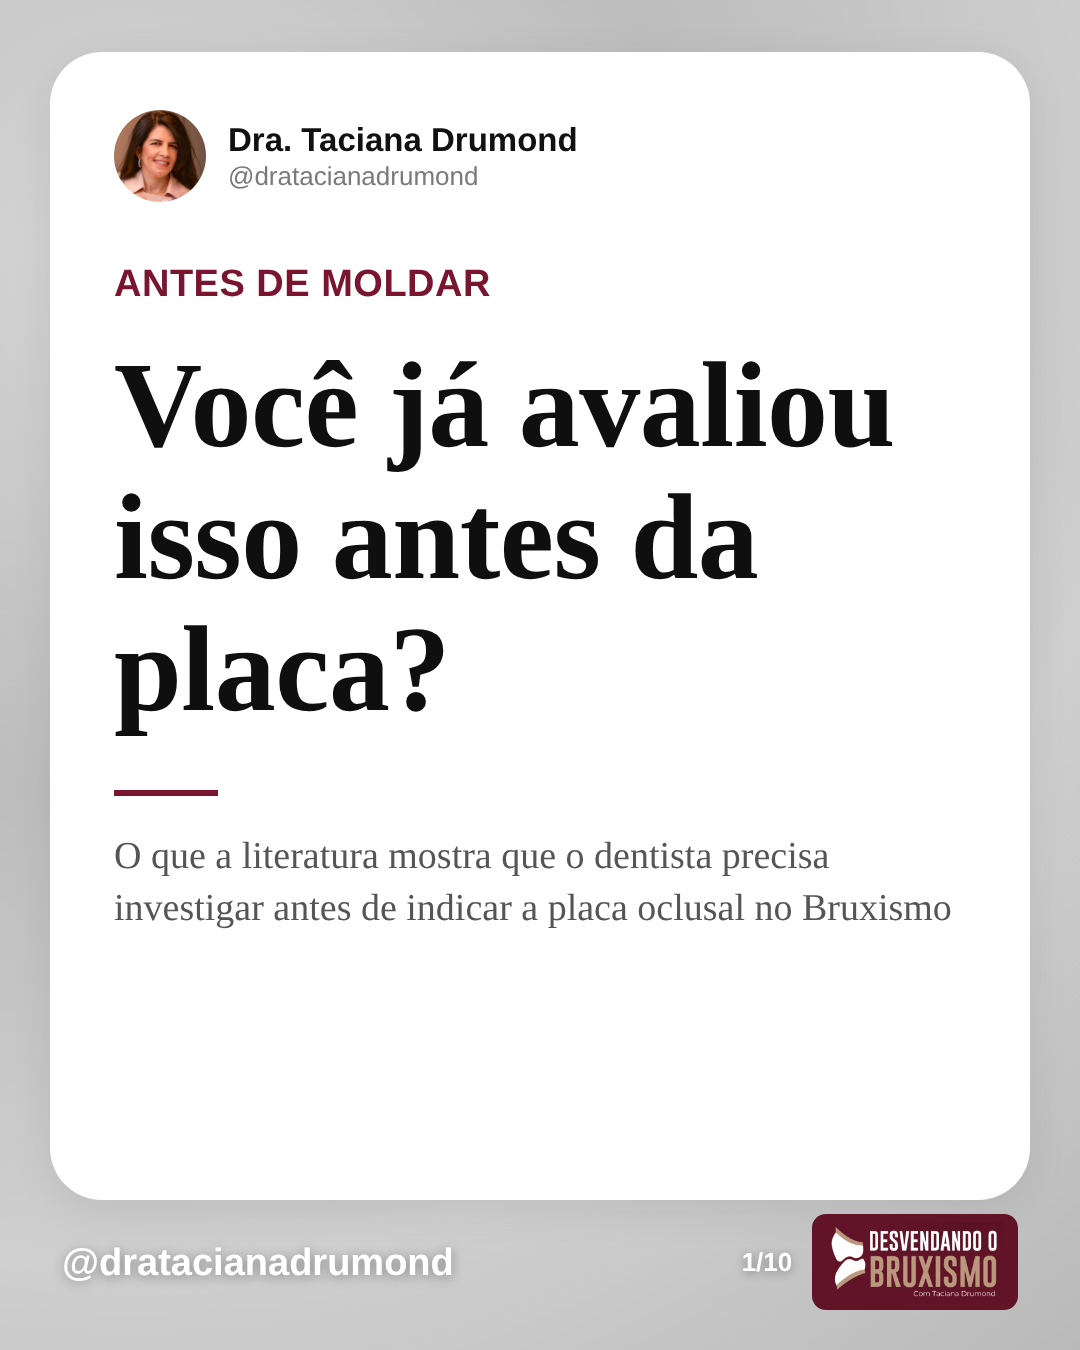 Dra. Taciana Drumond
@dratacianadrumond
ANTES DE MOLDAR
Você já avaliou
isso antes da
placa?
O que a literatura mostra que o dentista precisa
investigar antes de indicar a placa oclusal no Bruxismo
@dratacianadrumond
1/10
DESVENDANDO O
BRUXISMO
Com Taciana Drumond